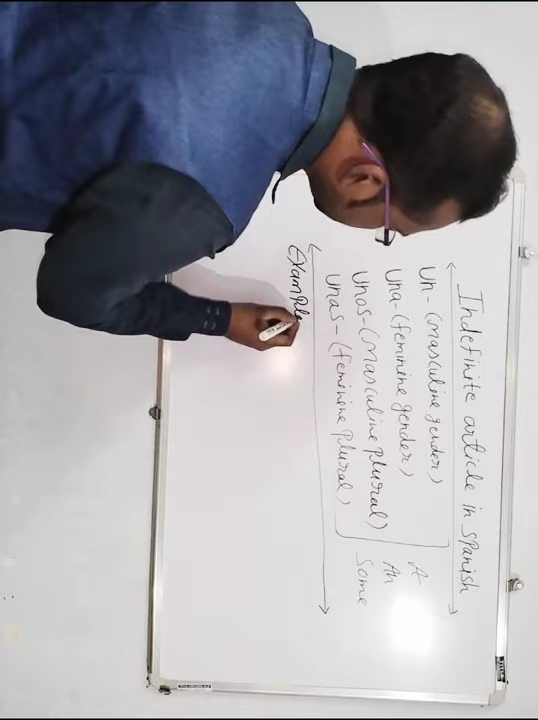 Indefinite article in Spanish
Un - (masculine gender)
Una - (feminine gender)
Unos - (masculine plural)
Unas - (feminine plural)
A
An
Some
Example